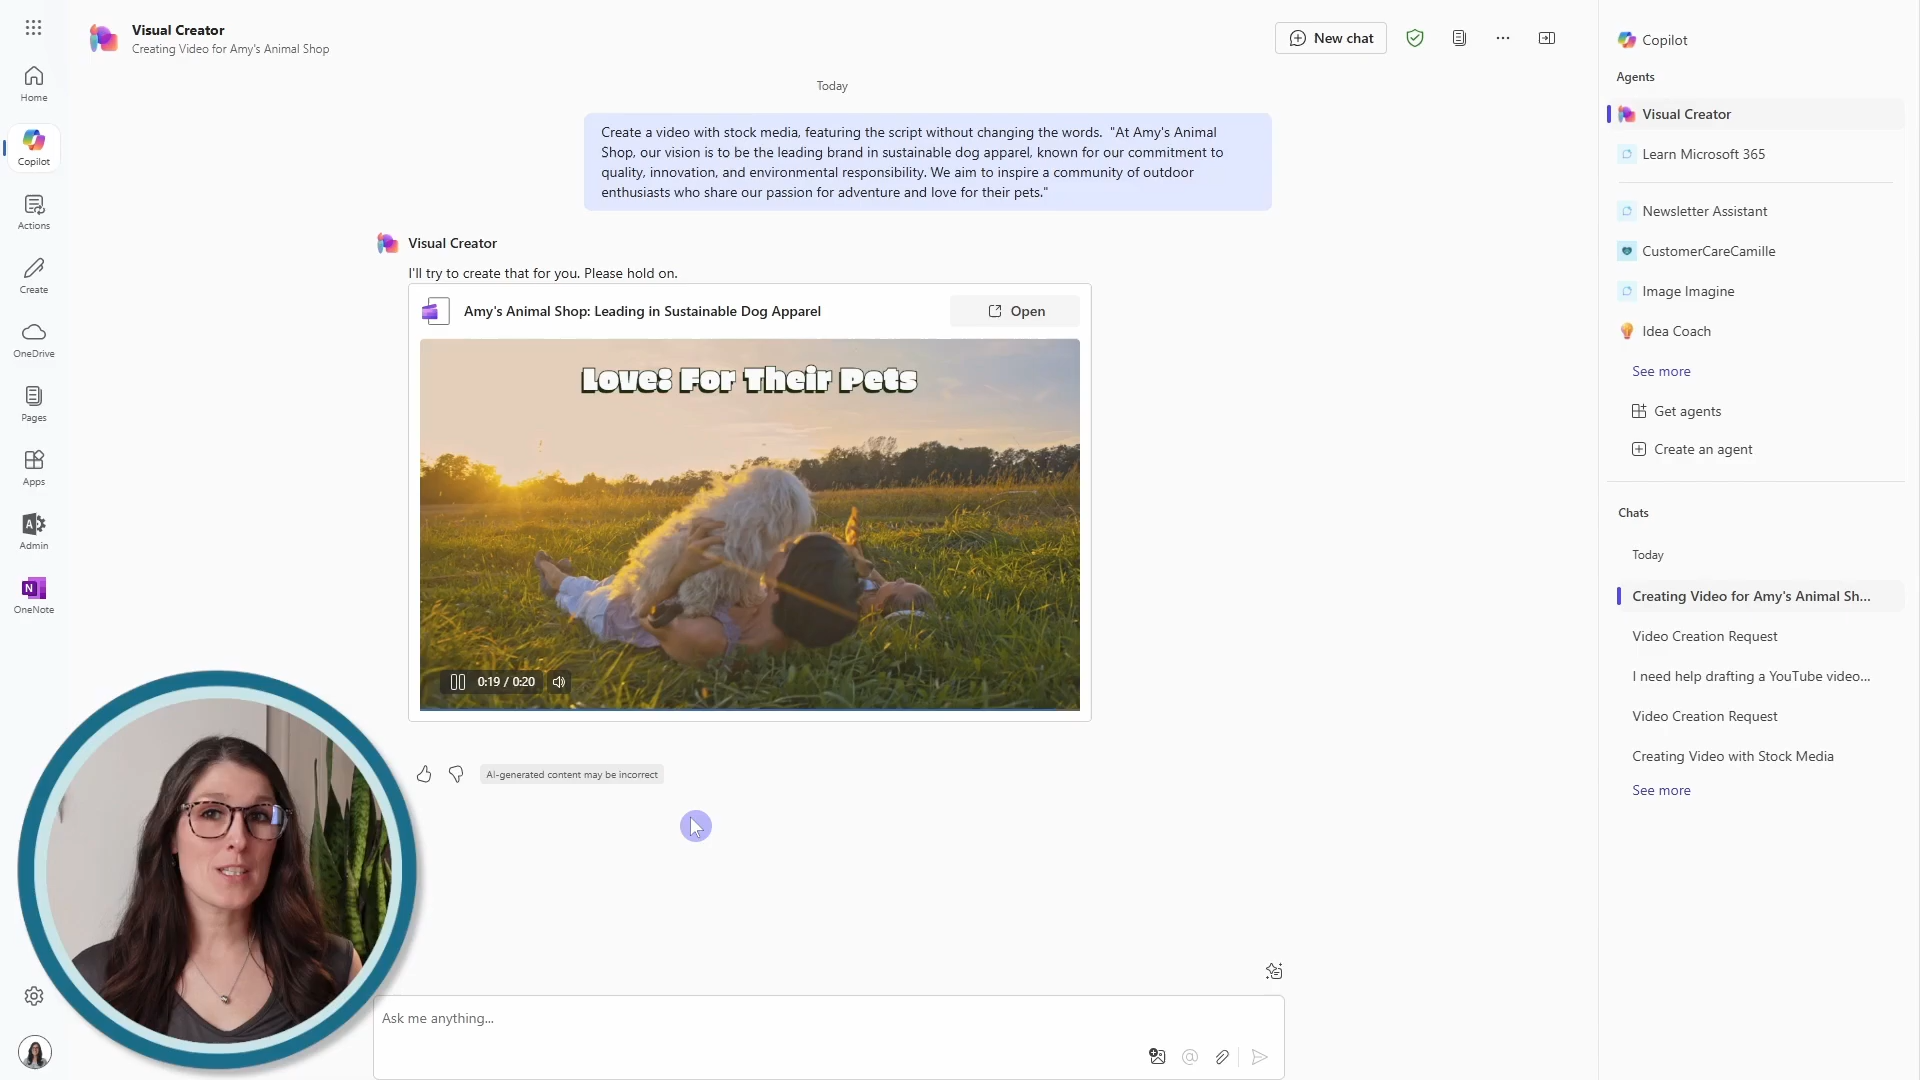 Home
Copilot
Actions
Create
OneDrive
Pages
Apps
Admin
OneNote
Visual Creator
Creating Video for Amy's Animal Shop
New chat
Today
Create a video with stock media, featuring the script without changing the words.  "At Amy's Animal
Shop, our vision is to be the leading brand in sustainable dog apparel, known for our commitment to
quality, innovation, and environmental responsibility. We aim to inspire a community of outdoor
enthusiasts who share our passion for adventure and love for their pets."
Visual Creator
I'll try to create that for you. Please hold on.
Amy's Animal Shop: Leading in Sustainable Dog Apparel
Open
Love: For Their Pets
0:19 / 0:20
AI-generated content may be incorrect
Ask me anything...
Copilot
Agents
Visual Creator
Learn Microsoft 365
Newsletter Assistant
CustomerCareCamille
Image Imagine
Idea Coach
See more
Get agents
Create an agent
Chats
Today
Creating Video for Amy's Animal Sh...
Video Creation Request
I need help drafting a YouTube video...
Video Creation Request
Creating Video with Stock Media
See more